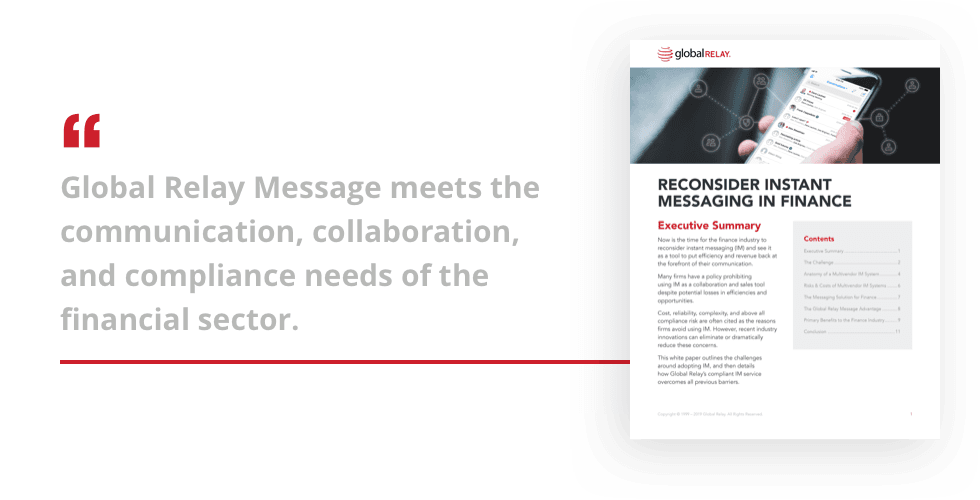 “
Global Relay Message meets the
communication, collaboration,
and compliance needs of the
financial sector.
globalRELAY.
RECONSIDER INSTANT
MESSAGING IN FINANCE
Executive Summary
Now is the time for the finance industry to
reconsider instant messaging (IM) and see it
as a tool to put efficiency and revenue back at
the forefront of their communication.
Many firms have a policy prohibiting
using IM as a collaboration and sales tool
despite potential losses in efficiencies and
opportunities.
Cost, reliability, complexity, and above all
compliance risk are often cited as the reasons
firms avoid using IM. However, recent industry
innovations can eliminate or dramatically
reduce these concerns.
This white paper outlines the challenges
around adopting IM, and then details
how Global Relay's compliant IM service
overcomes all previous barriers.
Contents
Executive Summary 1
The Challenge 2
Anatomy of a Multivendor IM System 4
Risks & Costs of Multivendor IM Systems 6
The Messaging Solution for Finance 7
The Global Relay Message Advantage 8
Primary Benefits to the Finance Industry 9
Conclusion 11
Copyright © 1999 - 2019 Global Relay. All Rights Reserved.
1